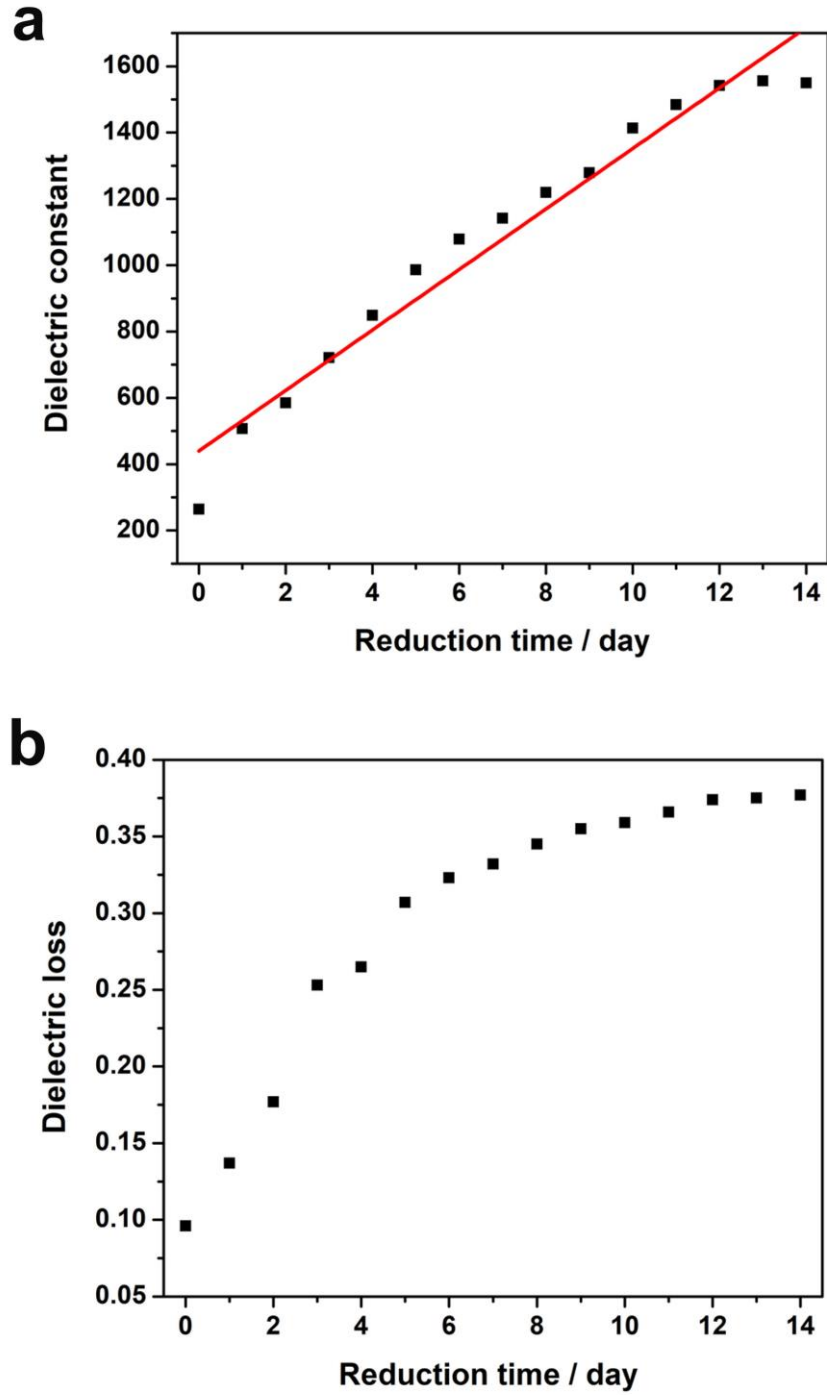 a
1600
1400
1200
1000
800
600
400
200
Dielectric constant
0 2 4 6 8 10 12 14
Reduction time / day
b
0.40
0.35
0.30
0.25
0.20
0.15
0.10
0.05
Dielectric loss
0 2 4 6 8 10 12 14
Reduction time / day